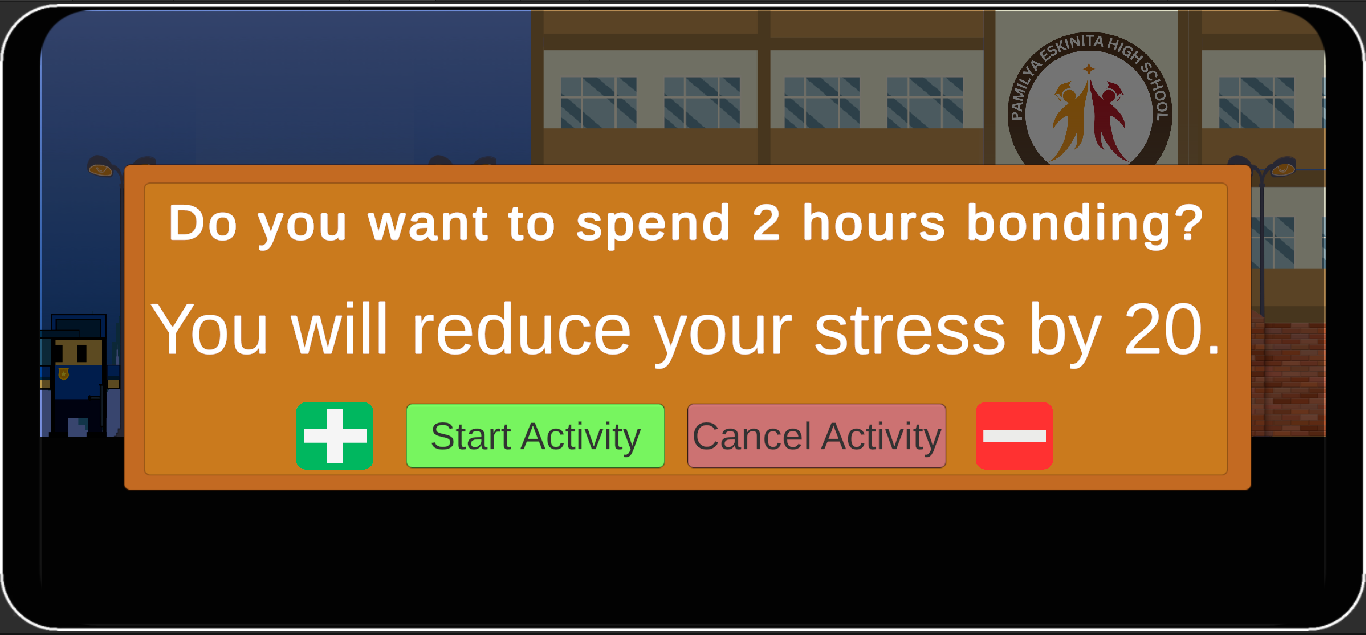 PAMILYA ESKINITA HIGH SCHOOL
Do you want to spend 2 hours bonding?
You will reduce your stress by 20.
Start Activity
Cancel Activity